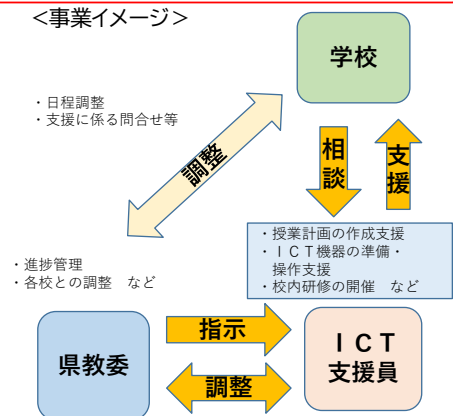 ＜事業イメージ＞
学校
・日程調整
・支援に係る問合せ等
調整
相談
支援
・授業計画の作成支援
・ＩＣＴ機器の準備・
操作支援
・校内研修の開催　など
・進捗管理
・各校との調整　など
県教委
指示
調整
ＩＣＴ
支援員